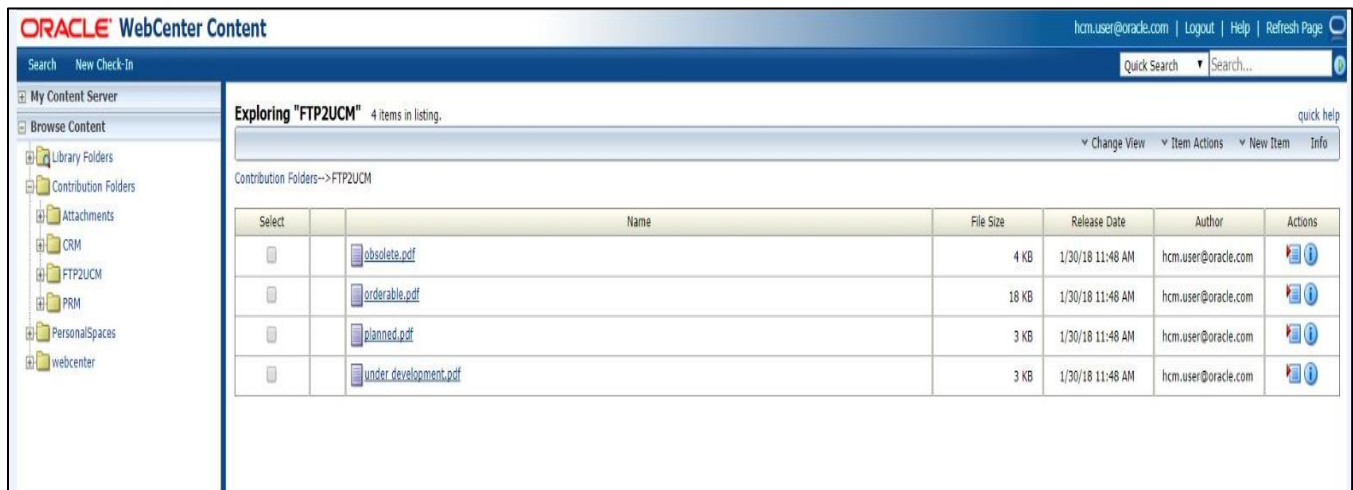 ORACLE WebCenter Content
hcm.user@oracle.com | Logout | Help | Refresh Page
Search New Check-In
Quick Search Search...
My Content Server
Browse Content
Library Folders
Contribution Folders
Attachments
CRM
FTP2UCM
PRM
PersonalSpaces
webcenter
Exploring "FTP2UCM" 4 items in listing.
quick help
Change View Item Actions New Item Info
Contribution Folders-->FTP2UCM
Select Name File Size Release Date Author Actions
obsolete.pdf 4 KB 1/30/18 11:48 AM hcm.user@oracle.com
orderable.pdf 18 KB 1/30/18 11:48 AM hcm.user@oracle.com
planned.pdf 3 KB 1/30/18 11:48 AM hcm.user@oracle.com
under development.pdf 3 KB 1/30/18 11:48 AM hcm.user@oracle.com